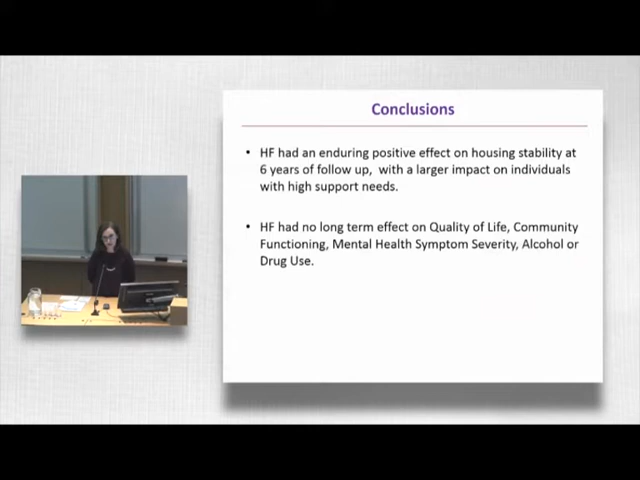 Conclusions
• HF had an enduring positive effect on housing stability at
6 years of follow up,  with a larger impact on individuals
with high support needs.
• HF had no long term effect on Quality of Life, Community
Functioning, Mental Health Symptom Severity, Alcohol or
Drug Use.